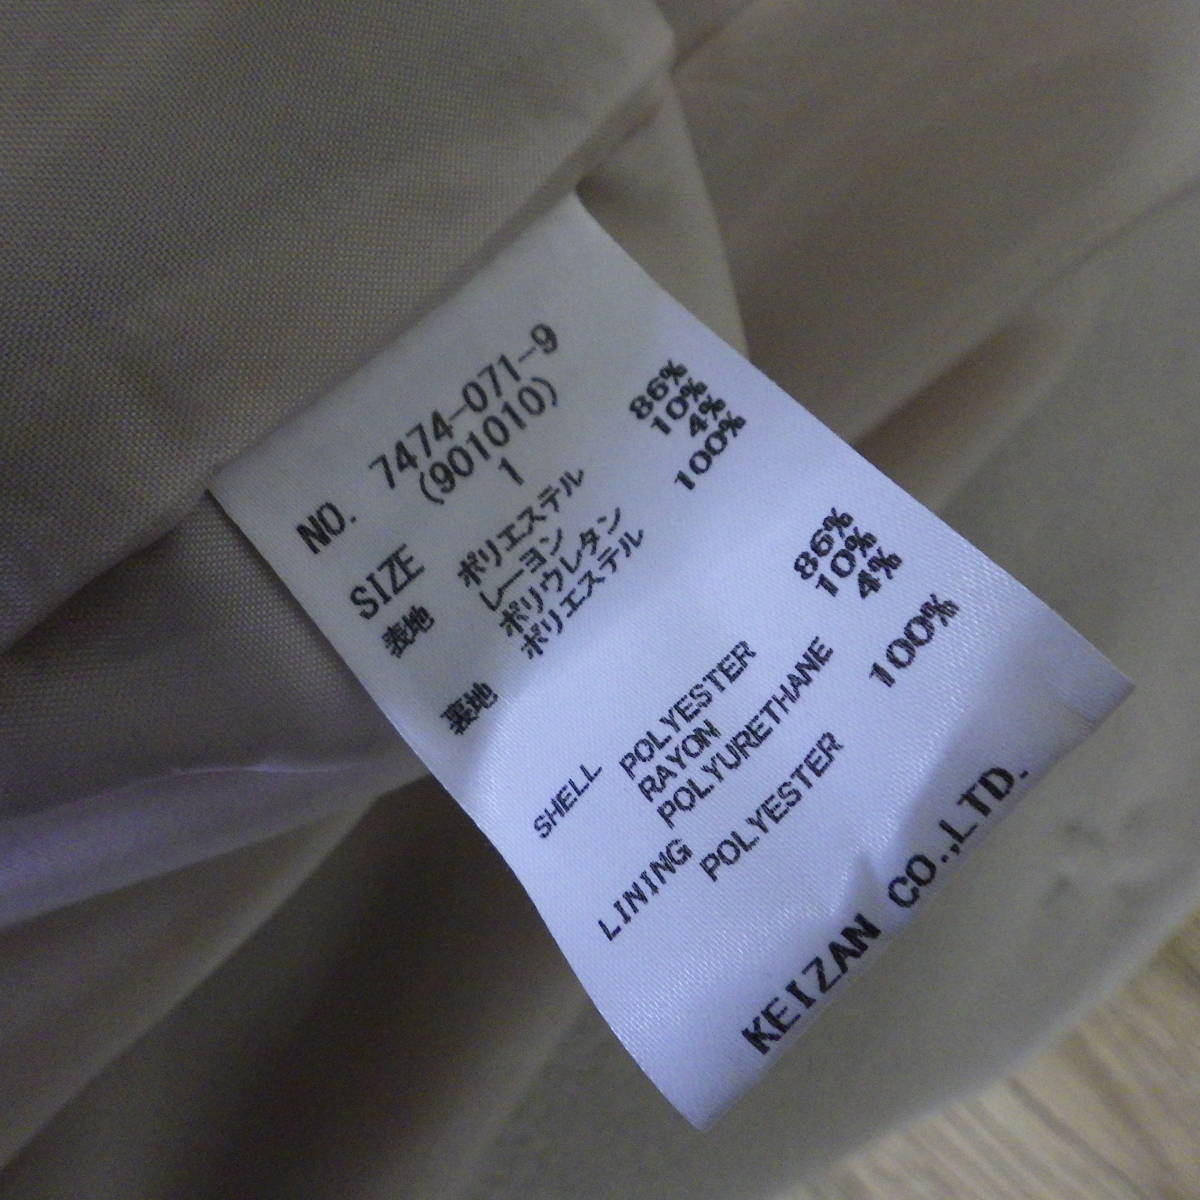 NO. 7474-071-9
(901010)
SIZE 1
表地 ポリエステル 86%
レーヨン 10%
ポリウレタン 4%
裏地 ポリエステル 100%
SHELL POLYESTER 86%
RAYON 10%
POLYURETHANE 4%
LINING POLYESTER 100%
KEIZAN CO.,LTD.